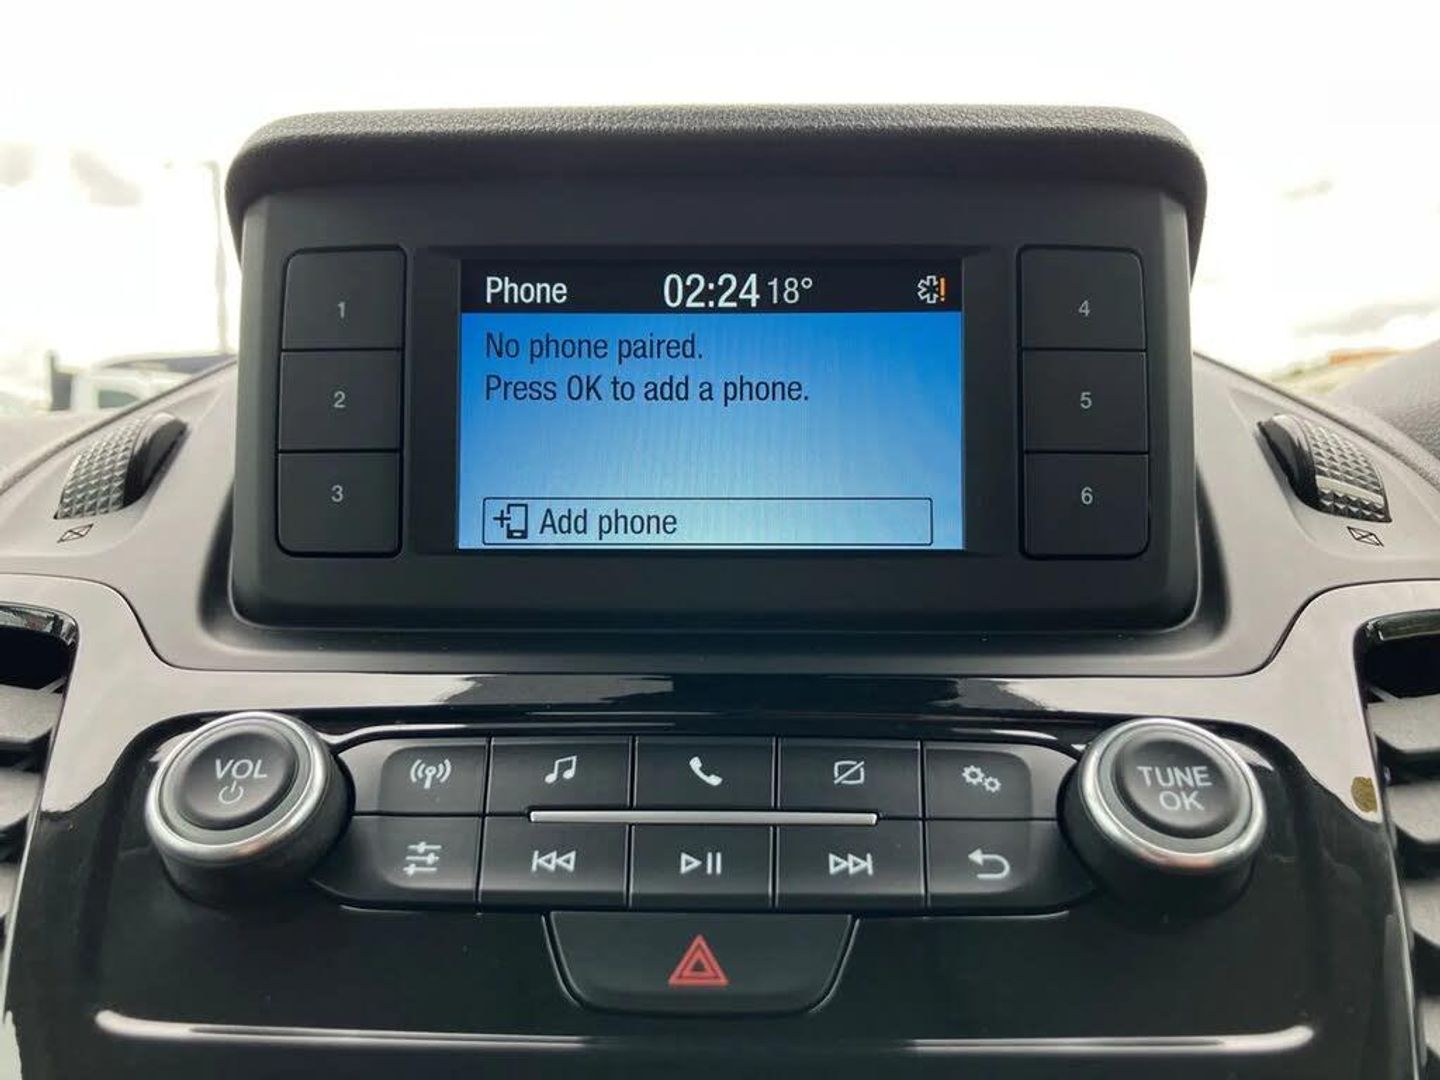 Phone 02:24 18°
No phone paired.
Press OK to add a phone.
Add phone
1
2
3
4
5
6
VOL
TUNE
OK